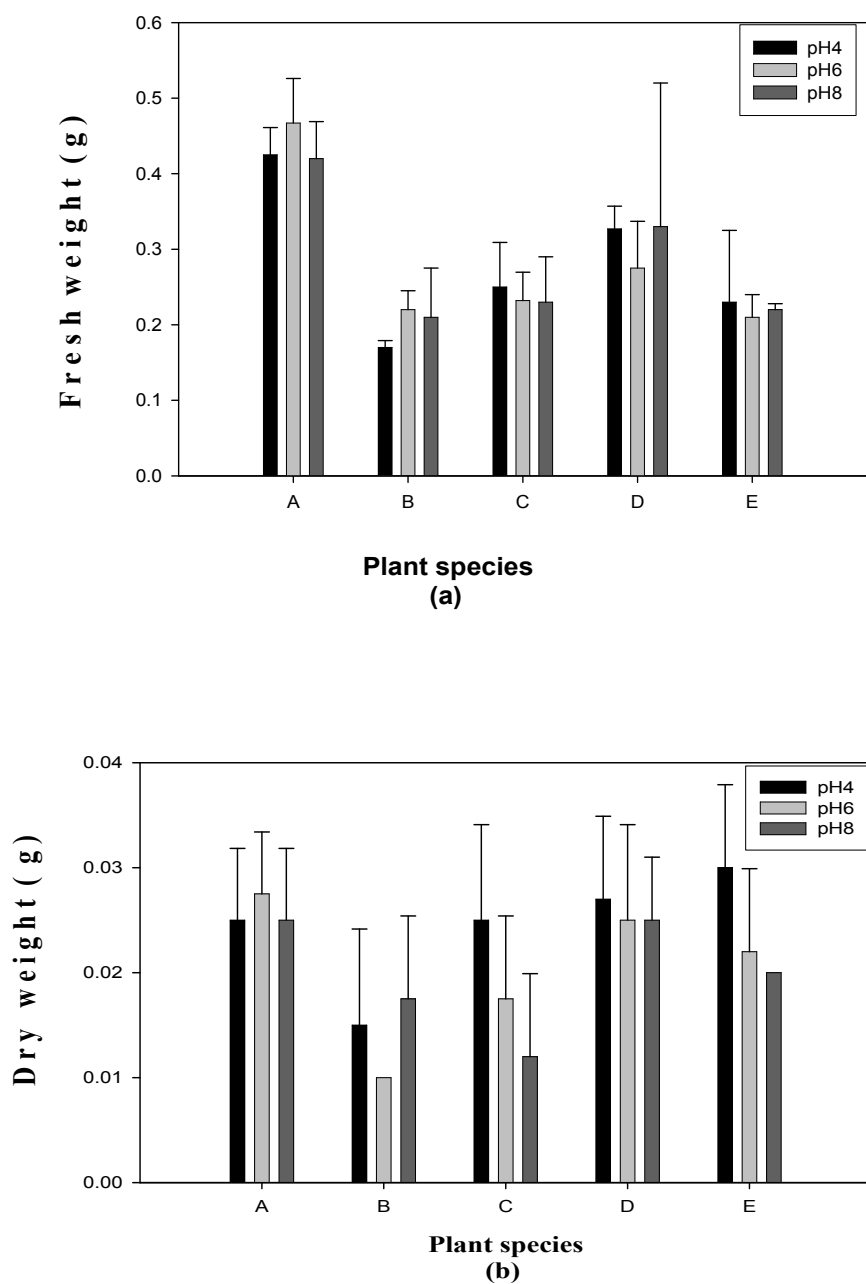 0.6
pH4
pH6
0.5
pH8
0.4
Fresh weight (g)
0.3
0.2
0.1
0.0
A B C D E
Plant species
(a)
0.04
pH4
pH6
pH8
0.03
Dry weight (g)
0.02
0.01
0.00
A B C D E
Plant species
(b)